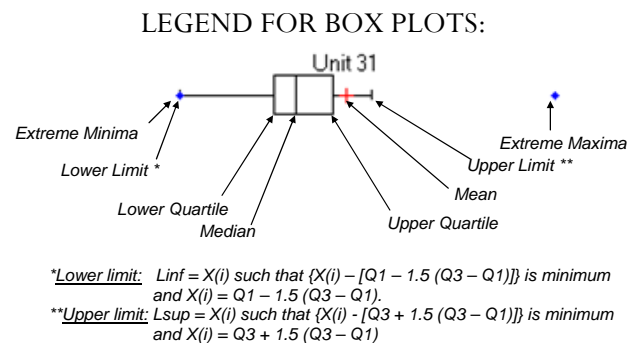 LEGEND FOR BOX PLOTS:
Unit 31
Extreme Minima
Extreme Maxima
Lower Limit *
Upper Limit **
Mean
Lower Quartile
Upper Quartile
Median
*Lower limit: Linf = X(i) such that {X(i) – [Q1 – 1.5 (Q3 – Q1)]} is minimum
and X(i) = Q1 – 1.5 (Q3 – Q1).
**Upper limit: Lsup = X(i) such that {X(i) - [Q3 + 1.5 (Q3 – Q1)]} is minimum
and X(i) = Q3 + 1.5 (Q3 – Q1)